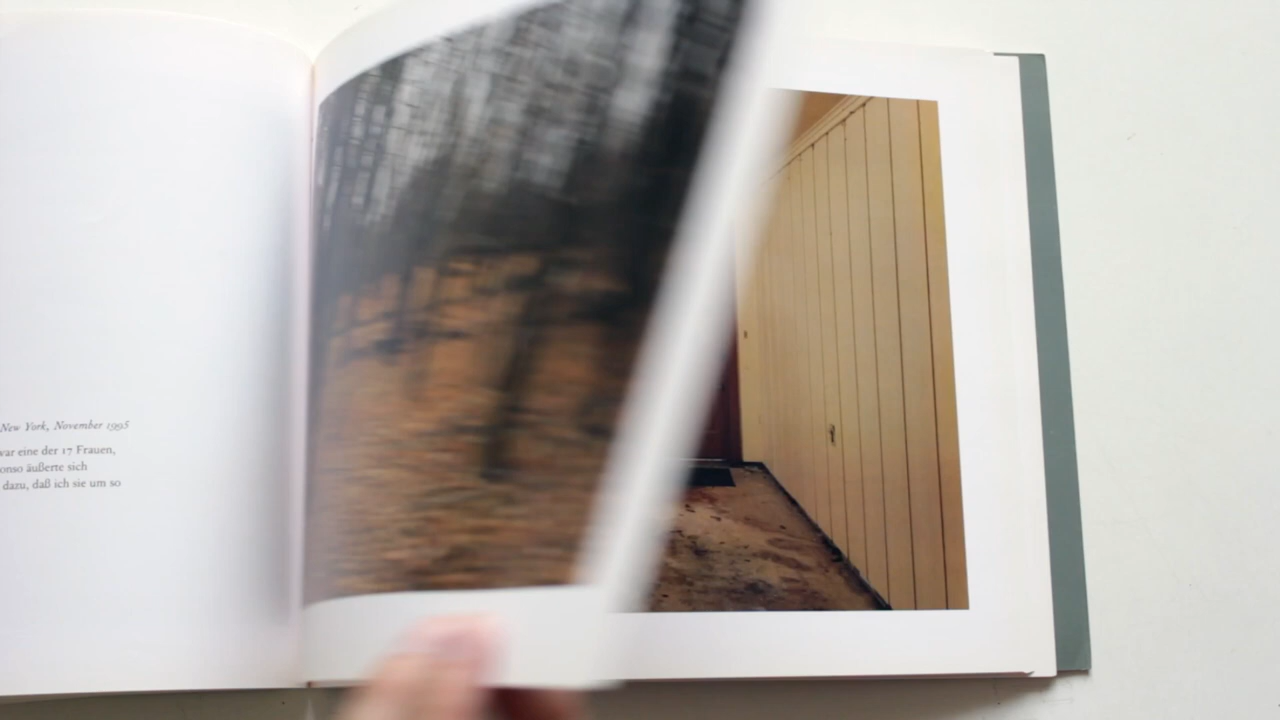 New York, November 1995
war eine der 17 Frauen,
onso äußerte sich
dazu, daß ich sie um so